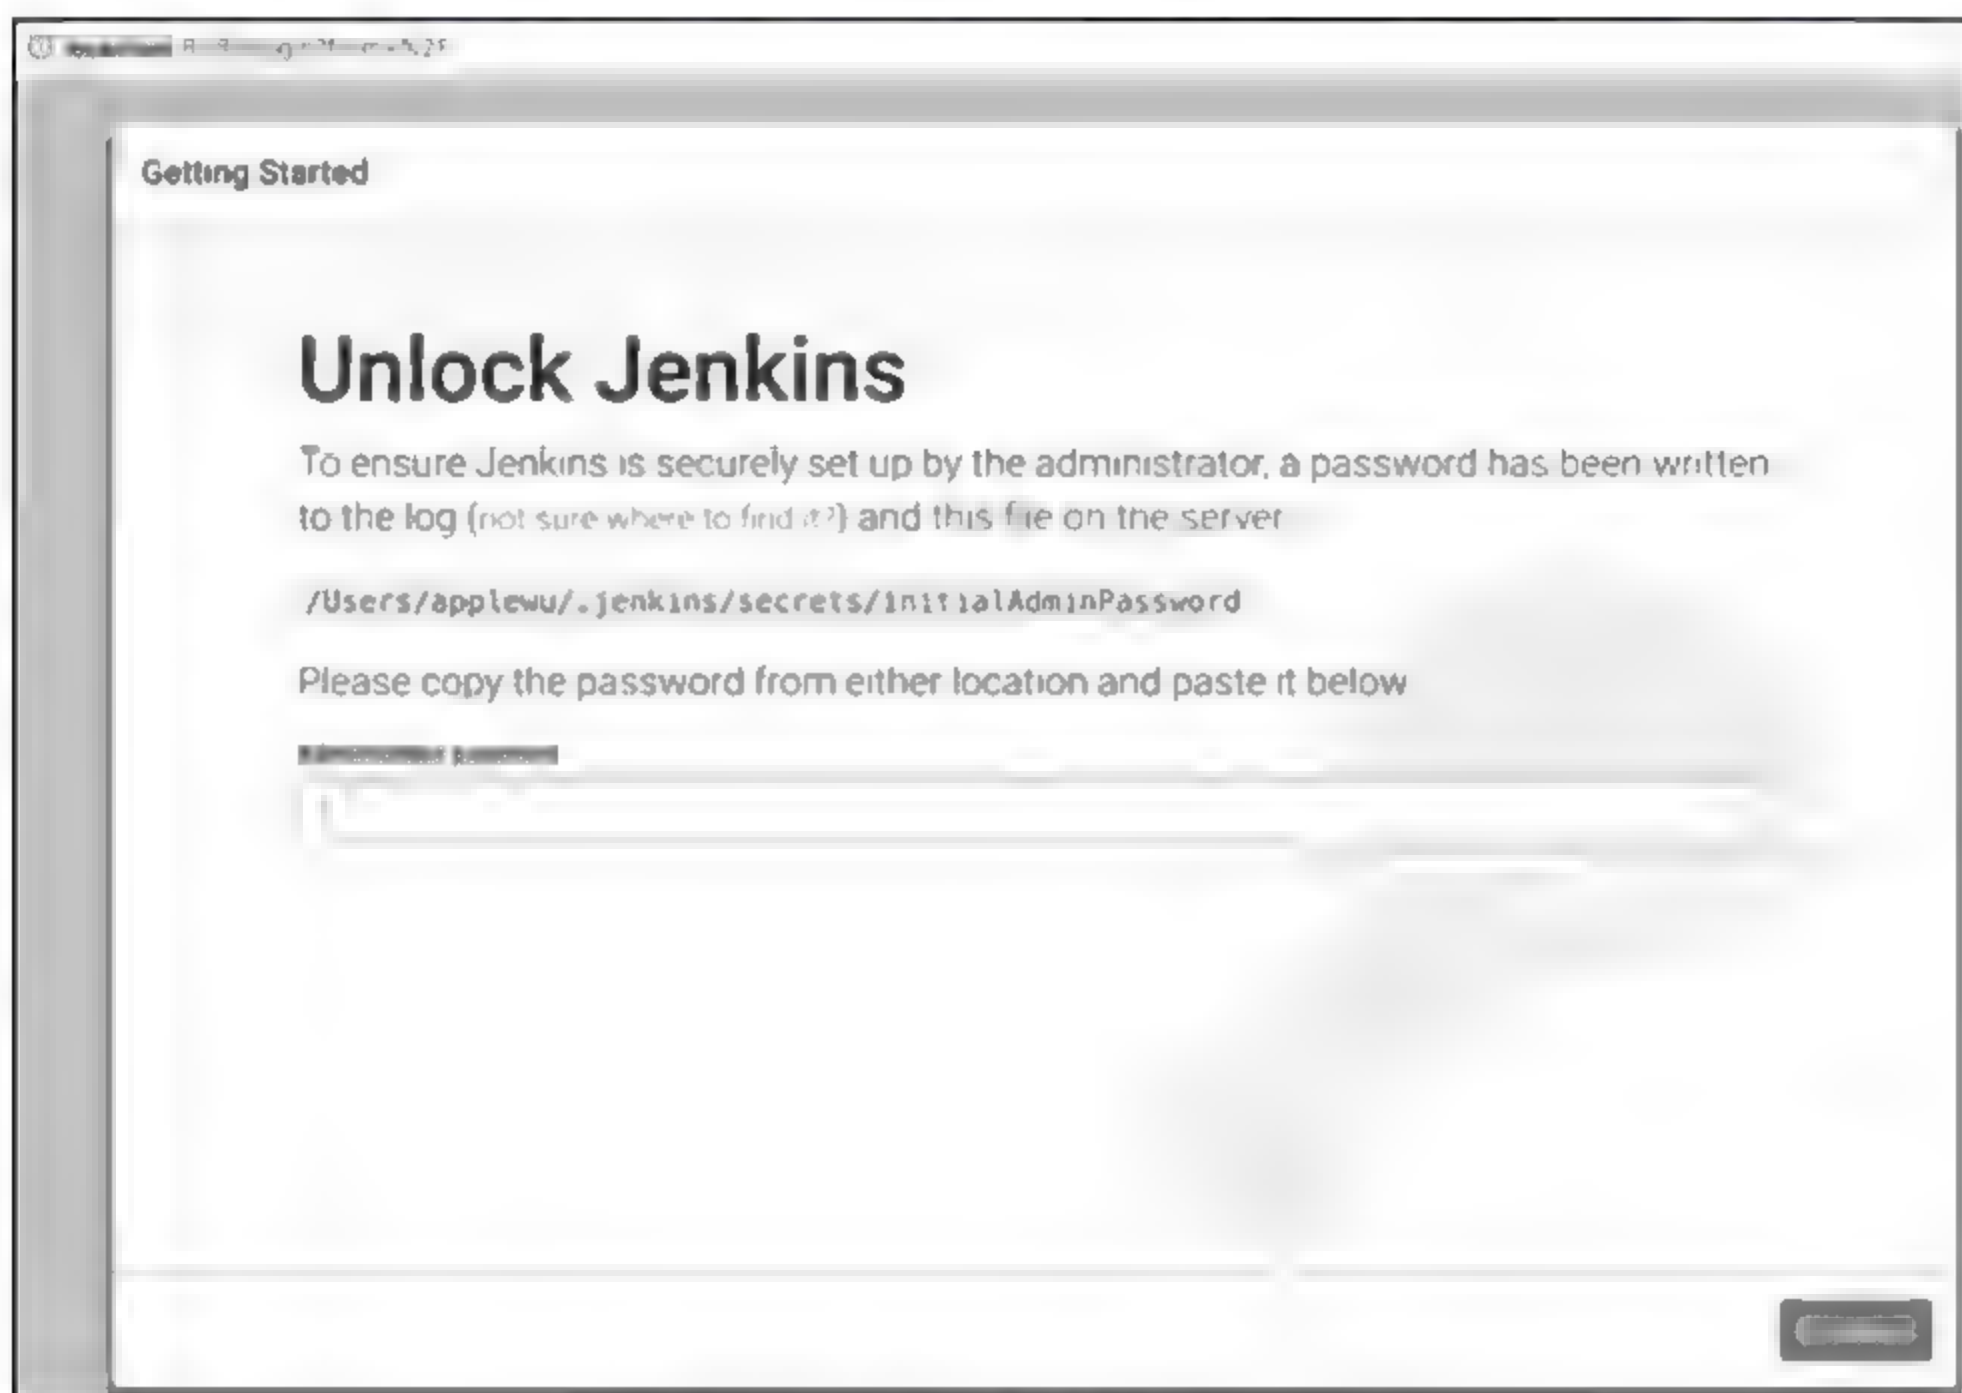 Getting Started
Unlock Jenkins
To ensure Jenkins is securely set up by the administrator, a password has been written
to the log (not sure where to find it?) and this file on the server
/Users/applewu/.jenkins/secrets/initialAdminPassword
Please copy the password from either location and paste it below
Administrator password